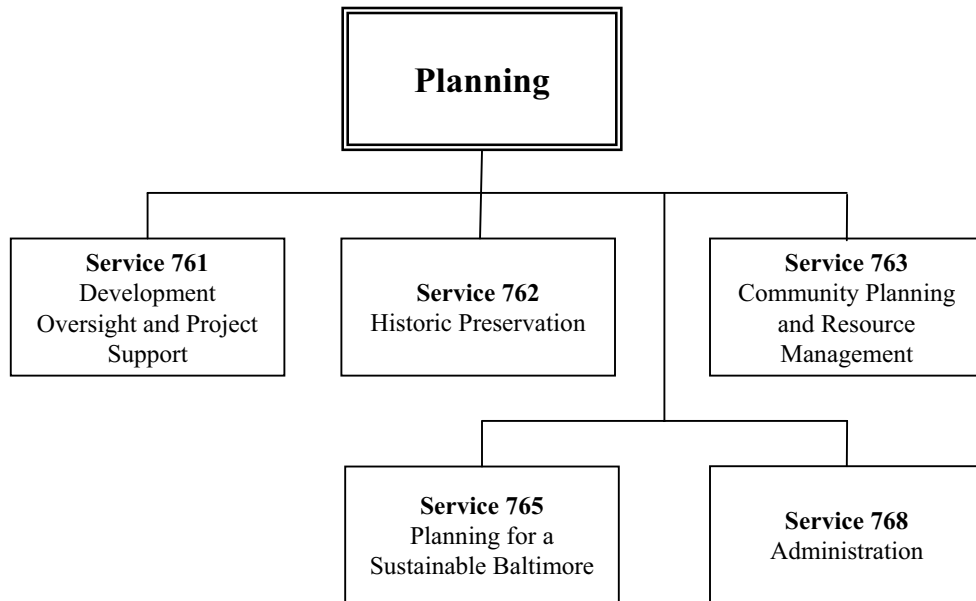 Planning
Service 761
Development
Oversight and Project
Support
Service 762
Historic Preservation
Service 763
Community Planning
and Resource
Management
Service 765
Planning for a
Sustainable Baltimore
Service 768
Administration